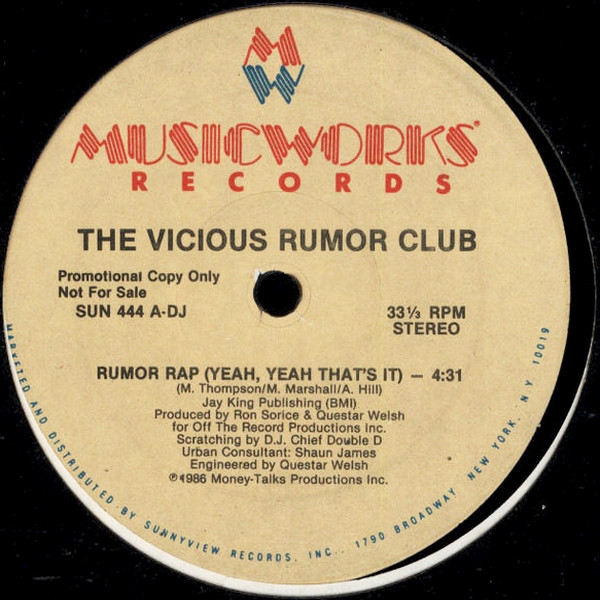 MUSICWORKS®
RECORDS
THE VICIOUS RUMOR CLUB
Promotional Copy Only
Not For Sale
SUN 444 A-DJ
33⅓ RPM
STEREO
RUMOR RAP (YEAH, YEAH THAT'S IT) — 4:31
(M. Thompson/M. Marshall/A. Hill)
Jay King Publishing (BMI)
Produced by Ron Sorice & Questar Welsh
for Off The Record Productions Inc.
Scratching by D.J. Chief Double D
Urban Consultant: Shaun James
Engineered by Questar Welsh
℗1986 Money-Talks Productions Inc.
MARKETED AND DISTRIBUTED BY SUNNYVIEW RECORDS, INC., 1790 BROADWAY, NEW YORK, N.Y. 10019